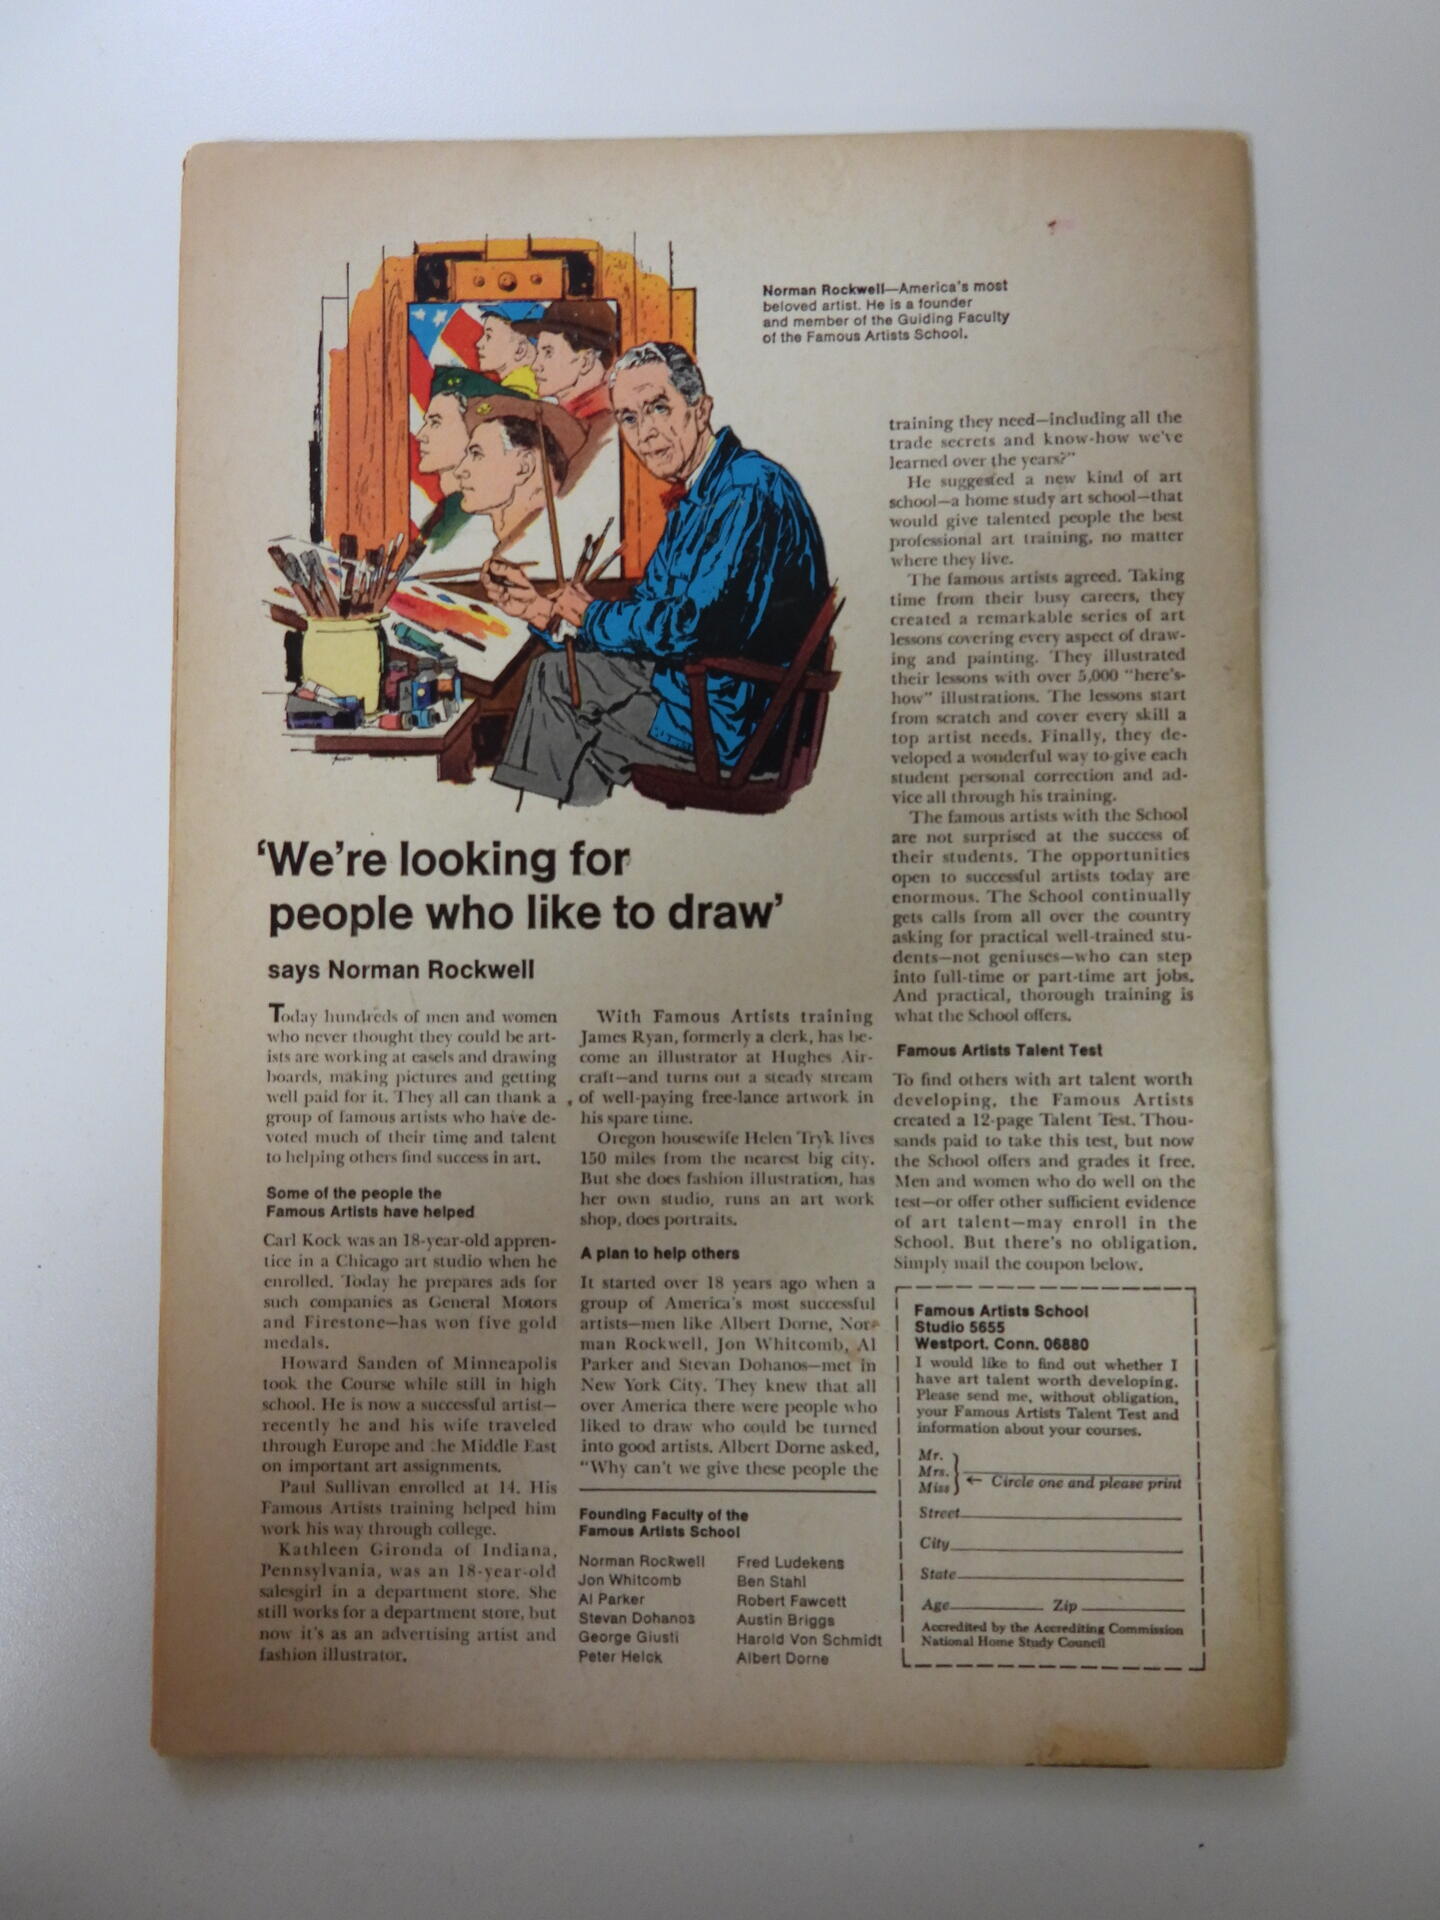 Norman Rockwell—America's most
beloved artist. He is a founder
and member of the Guiding Faculty
of the Famous Artists School.
'We're looking for
people who like to draw'
says Norman Rockwell
Today hundreds of men and women
who never thought they could be art-
ists are working at easels and drawing
boards, making pictures and getting
well paid for it. They all can thank a
group of famous artists who have de-
voted much of their time and talent
to helping others find success in art.
Some of the people the
Famous Artists have helped
Carl Kock was an 18-year-old appren-
tice in a Chicago art studio when he
enrolled. Today he prepares ads for
such companies as General Motors
and Firestone—has won five gold
medals.
Howard Sanden of Minneapolis
took the Course while still in high
school. He is now a successful artist—
recently he and his wife traveled
through Europe and he Middle East
on important art assignments.
Paul Sullivan enrolled at 14. His
Famous Artists training helped him
work his way through college.
Kathleen Gironda of Indiana,
Pennsylvania, was an 18-year-old
salesgirl in a department store. She
still works for a department store, but
now it's as an advertising artist and
fashion illustrator.
With Famous Artists training
James Ryan, formerly a clerk, has be-
come an illustrator at Hughes Air-
craft—and turns out a steady stream
of well-paying free-lance artwork in
his spare time.
Oregon housewife Helen Tryk lives
150 miles from the nearest big city.
But she does fashion illustration, has
her own studio, runs an art work
shop, does portraits.
A plan to help others
It started over 18 years ago when a
group of America's most successful
artists—men like Albert Dorne, Nor-
man Rockwell, Jon Whitcomb, Al
Parker and Stevan Dohanos—met in
New York City. They knew that all
over America there were people who
liked to draw who could be turned
into good artists. Albert Dorne asked,
"Why can't we give these people the
training they need—including all the
trade secrets and know-how we've
learned over the years?"
He suggested a new kind of art
school—a home study art school—that
would give talented people the best
professional art training, no matter
where they live.
The famous artists agreed. Taking
time from their busy careers, they
created a remarkable series of art
lessons covering every aspect of draw-
ing and painting. They illustrated
their lessons with over 5,000 "here's-
how" illustrations. The lessons start
from scratch and cover every skill a
top artist needs. Finally, they de-
veloped a wonderful way to give each
student personal correction and ad-
vice all through his training.
The famous artists with the School
are not surprised at the success of
their students. The opportunities
open to successful artists today are
enormous. The School continually
gets calls from all over the country
asking for practical well-trained stu-
dents—not geniuses—who can step
into full-time or part-time art jobs.
And practical, thorough training is
what the School offers.
Famous Artists Talent Test
To find others with art talent worth
developing, the Famous Artists
created a 12-page Talent Test. Thou-
sands paid to take this test, but now
the School offers and grades it free.
Men and women who do well on the
test—or offer other sufficient evidence
of art talent—may enroll in the
School. But there's no obligation.
Simply mail the coupon below.
Founding Faculty of the
Famous Artists School
Norman Rockwell
Jon Whitcomb
Al Parker
Stevan Dohanos
George Giusti
Peter Helck
Fred Ludekens
Ben Stahl
Robert Fawcett
Austin Briggs
Harold Von Schmidt
Albert Dorne
Famous Artists School
Studio 5655
Westport, Conn. 06880
I would like to find out whether I
have art talent worth developing.
Please send me, without obligation,
your Famous Artists Talent Test and
information about your courses.
Mr.
Mrs.
Miss
← Circle one and please print
Street
City
State
Age Zip
Accredited by the Accrediting Commission
National Home Study Council